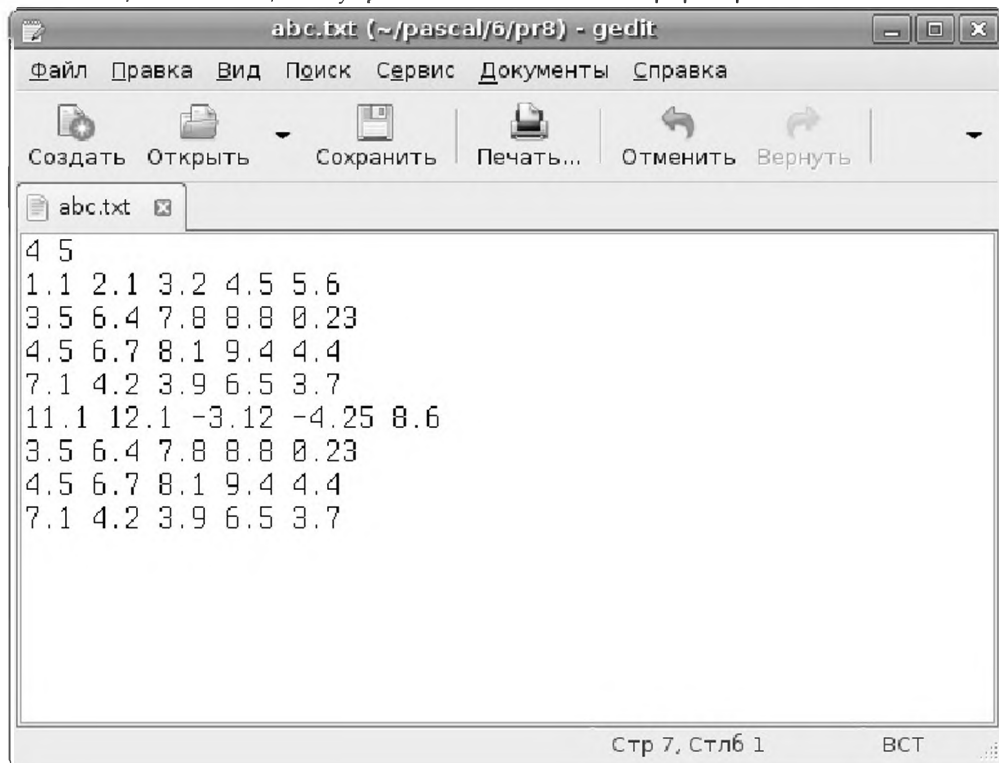 abc.txt (~/pascal/6/pr8) - gedit
Файл Правка Вид Поиск Сервис Документы Справка
Создать Открыть Сохранить Печать... Отменить Вернуть
abc.txt
4 5
1.1 2.1 3.2 4.5 5.6
3.5 6.4 7.8 8.8 0.23
4.5 6.7 8.1 9.4 4.4
7.1 4.2 3.9 6.5 3.7
11.1 12.1 -3.12 -4.25 8.6
3.5 6.4 7.8 8.8 0.23
4.5 6.7 8.1 9.4 4.4
7.1 4.2 3.9 6.5 3.7
Стр 7, Стлб 1 ВСТ